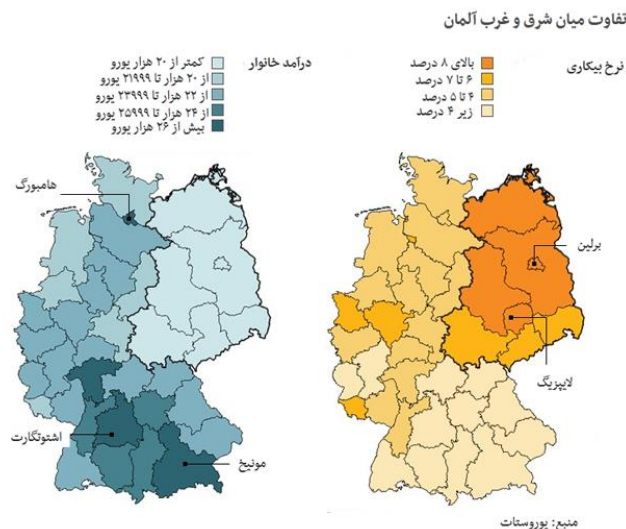 تفاوت میان شرق و غرب آلمان
نرخ بیکاری
بالای ۸ درصد
۶ تا ۷ درصد
۴ تا ۵ درصد
زیر ۴ درصد
درآمد خانوار
کمتر از ۲۰ هزار یورو
از ۲۰ هزار تا ۲۱۹۹۹ یورو
از ۲۲ هزار تا ۲۳۹۹۹ یورو
از ۲۴ هزار تا ۲۵۹۹۹ یورو
بیش از ۲۶ هزار یورو
برلین
لایپزیگ
هامبورگ
اشتوتگارت
مونیخ
منبع: یوروستات